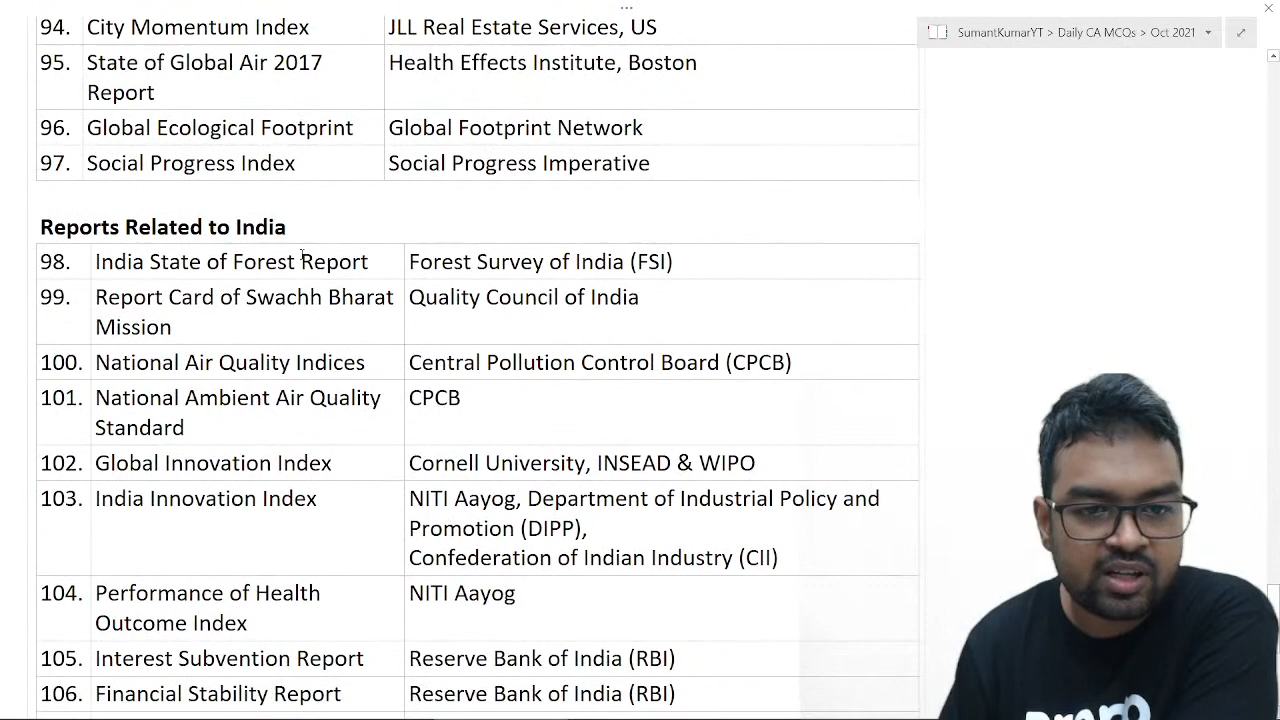 ...
94. City Momentum Index JLL Real Estate Services, US
SumantKumarYT > Daily CA MCQs > Oct 2021
95. State of Global Air 2017 Health Effects Institute, Boston
Report
96. Global Ecological Footprint Global Footprint Network
97. Social Progress Index Social Progress Imperative
Reports Related to India
98. India State of Forest Report Forest Survey of India (FSI)
99. Report Card of Swachh Bharat Quality Council of India
Mission
100. National Air Quality Indices Central Pollution Control Board (CPCB)
101. National Ambient Air Quality CPCB
Standard
102. Global Innovation Index Cornell University, INSEAD & WIPO
103. India Innovation Index NITI Aayog, Department of Industrial Policy and
Promotion (DIPP),
Confederation of Indian Industry (CII)
104. Performance of Health NITI Aayog
Outcome Index
105. Interest Subvention Report Reserve Bank of India (RBI)
106. Financial Stability Report Reserve Bank of India (RBI)